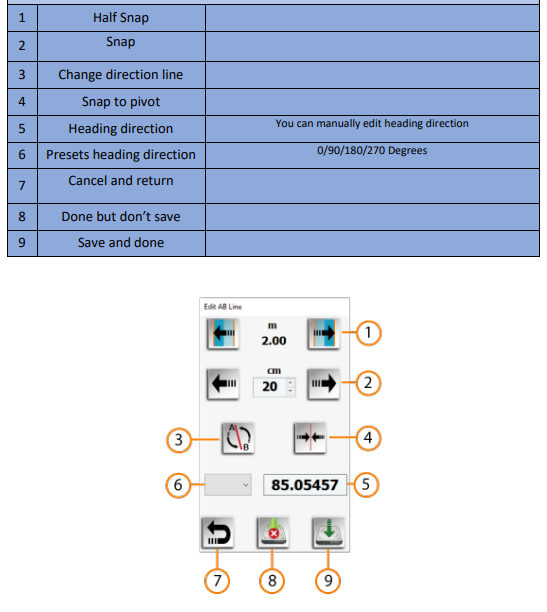 1 Half Snap
2 Snap
3 Change direction line
4 Snap to pivot
5 Heading direction You can manually edit heading direction
6 Presets heading direction 0/90/180/270 Degrees
7 Cancel and return
8 Done but don’t save
9 Save and done
Edit AB Line
m
2.00
1
cm
20
2
3
A
B
4
6
85.05457
5
7
8
9